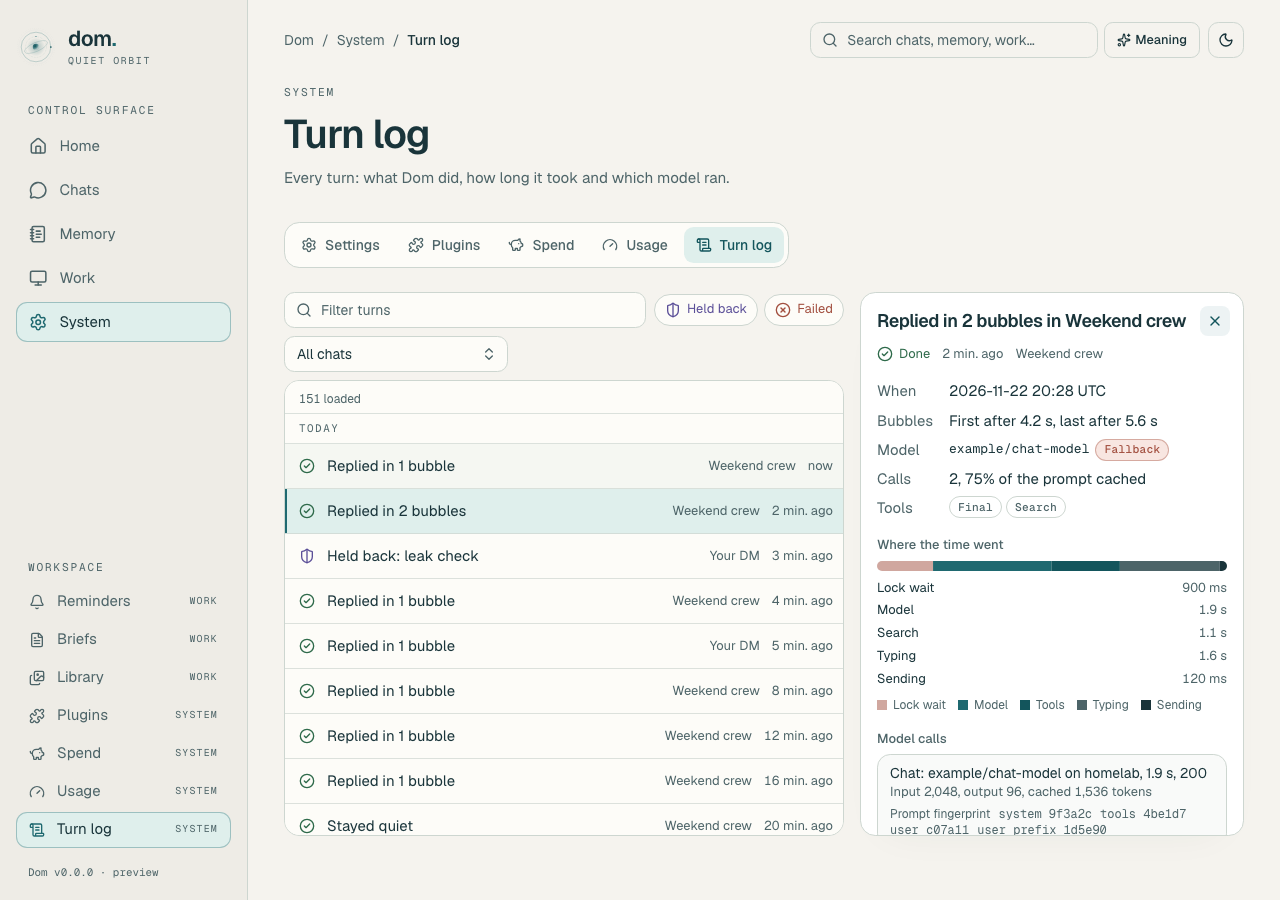 dom.
QUIET ORBIT
CONTROL SURFACE
Home
Chats
Memory
Work
System
WORKSPACE
Reminders WORK
Briefs WORK
Library WORK
Plugins SYSTEM
Spend SYSTEM
Usage SYSTEM
Turn log SYSTEM
Dom v0.0.0 · preview
Dom / System / Turn log
Search chats, memory, work…
Meaning
SYSTEM
Turn log
Every turn: what Dom did, how long it took and which model ran.
Settings Plugins Spend Usage Turn log
Filter turns
Held back
Failed
All chats
151 loaded
TODAY
Replied in 1 bubble Weekend crew now
Replied in 2 bubbles Weekend crew 2 min. ago
Held back: leak check Your DM 3 min. ago
Replied in 1 bubble Weekend crew 4 min. ago
Replied in 1 bubble Your DM 5 min. ago
Replied in 1 bubble Weekend crew 8 min. ago
Replied in 1 bubble Weekend crew 12 min. ago
Replied in 1 bubble Weekend crew 16 min. ago
Stayed quiet Weekend crew 20 min. ago
Replied in 2 bubbles in Weekend crew
Done 2 min. ago Weekend crew
When 2026-11-22 20:28 UTC
Bubbles First after 4.2 s, last after 5.6 s
Model example/chat-model Fallback
Calls 2, 75% of the prompt cached
Tools Final Search
Where the time went
Lock wait 900 ms
Model 1.9 s
Search 1.1 s
Typing 1.6 s
Sending 120 ms
Lock wait Model Tools Typing Sending
Model calls
Chat: example/chat-model on homelab, 1.9 s, 200
Input 2,048, output 96, cached 1,536 tokens
Prompt fingerprint system 9f3a2c tools 4be1d7
user c07a11 user prefix 1d5e90